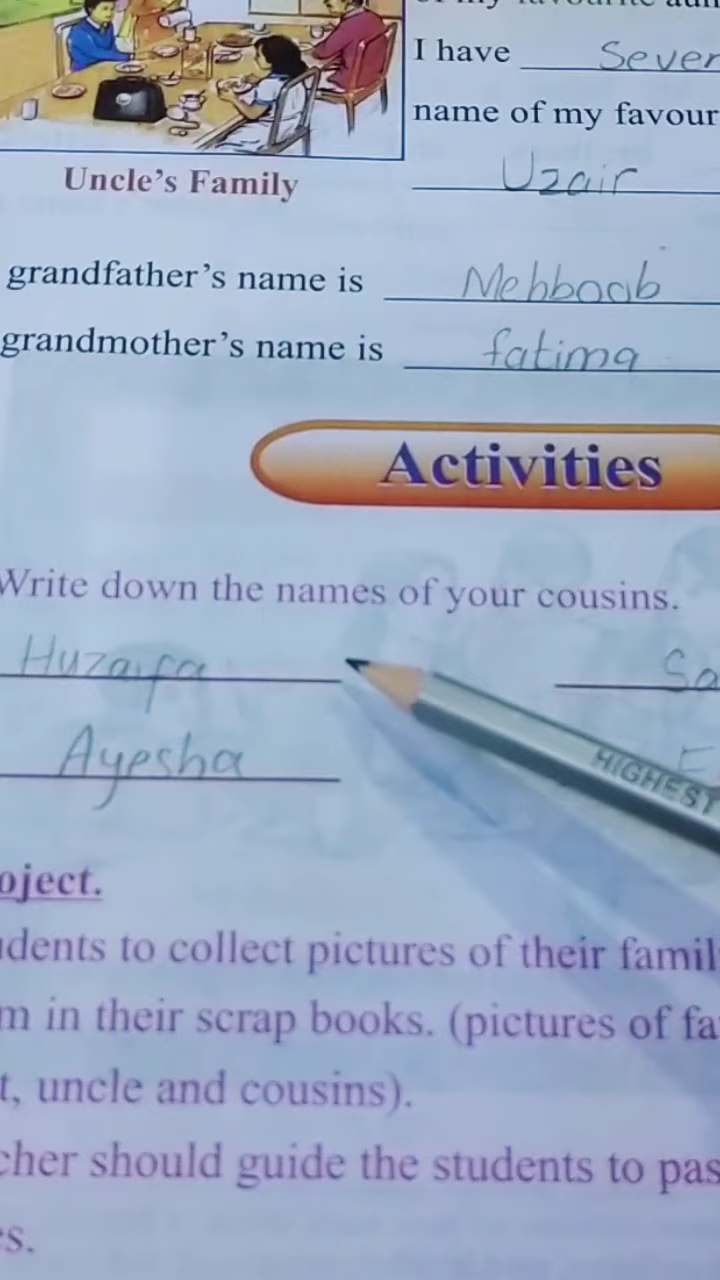 I have Seven
name of my favour
Uzair
Uncle's Family
grandfather's name is Mehboob
grandmother's name is fatima
Activities
Write down the names of your cousins.
Huzaifa Sa
Ayesha E
HIGHEST
oject.
dents to collect pictures of their famil
m in their scrap books. (pictures of fa
t, uncle and cousins).
cher should guide the students to pas
es.